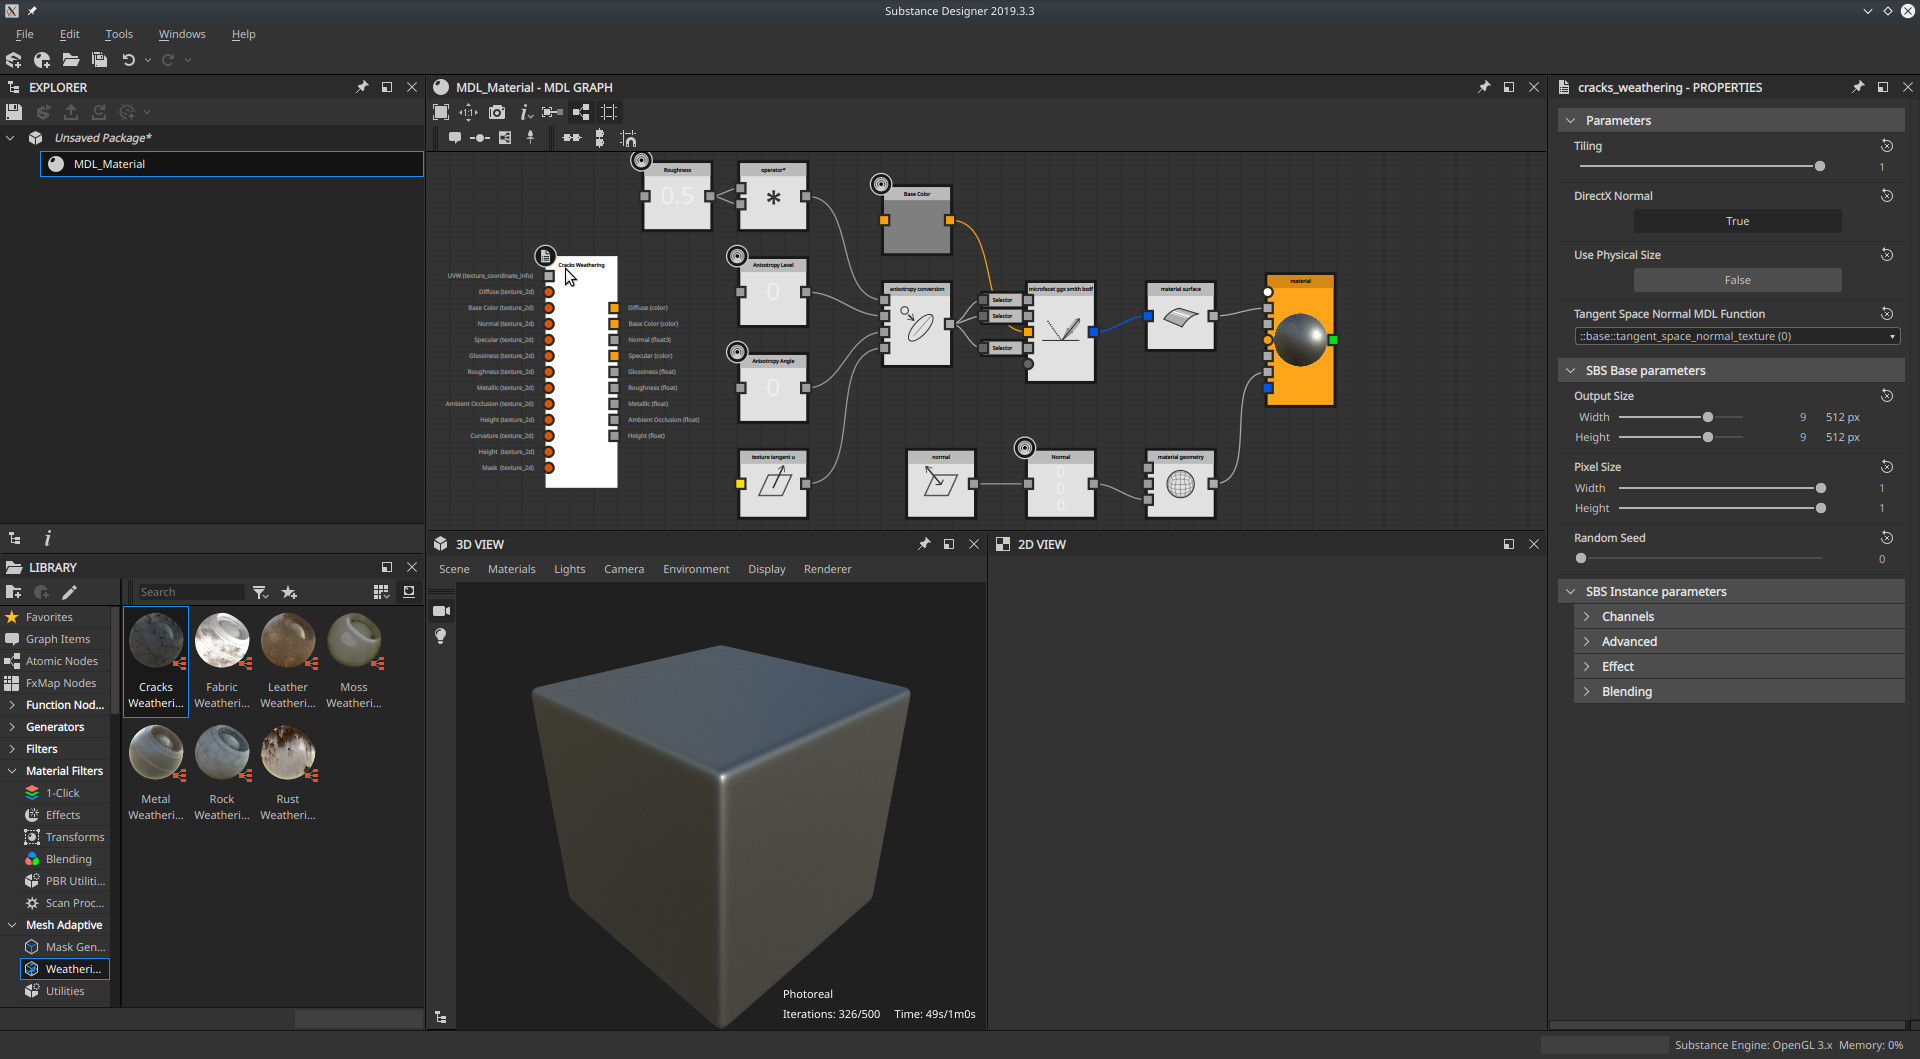 Substance Designer 2019.3.3
File Edit Tools Windows Help
EXPLORER
Unsaved Package*
MDL_Material
MDL_Material - MDL GRAPH
Roughness
0.5
operator*
*
Base Color
Cracks Weathering
UVW (texture_coordinate_info)
Diffuse (texture_2d)
Base Color (texture_2d)
Normal (texture_2d)
Specular (texture_2d)
Glossiness (texture_2d)
Roughness (texture_2d)
Metallic (texture_2d)
Ambient Occlusion (texture_2d)
Height (texture_2d)
Curvature (texture_2d)
Height (texture_2d)
Mask (texture_2d)
Diffuse (color)
Base Color (color)
Normal (float3)
Specular (color)
Glossiness (float)
Roughness (float)
Metallic (float)
Ambient Occlusion (float)
Height (float)
Anisotropy Level
0
Anisotropy Angle
0
texture tangent u
anisotropy conversion
Selector
Selector
Selector
microfacet ggx smith bsdf
material surface
material
normal
Normal
0
0
0
material geometry
cracks_weathering - PROPERTIES
Parameters
Tiling
1
DirectX Normal
True
Use Physical Size
False
Tangent Space Normal MDL Function
::base::tangent_space_normal_texture (0)
SBS Base parameters
Output Size
Width 9 512 px
Height 9 512 px
Pixel Size
Width 1
Height 1
Random Seed
0
SBS Instance parameters
Channels
Advanced
Effect
Blending
LIBRARY
Search
Favorites
Graph Items
Atomic Nodes
FxMap Nodes
Function Nod...
Generators
Filters
Material Filters
1-Click
Effects
Transforms
Blending
PBR Utiliti...
Scan Proc...
Mesh Adaptive
Mask Gen...
Weatheri...
Utilities
Cracks Weatheri...
Fabric Weatheri...
Leather Weatheri...
Moss Weatheri...
Metal Weatheri...
Rock Weatheri...
Rust Weatheri...
3D VIEW
Scene Materials Lights Camera Environment Display Renderer
Photoreal
Iterations: 326/500 Time: 49s/1m0s
2D VIEW
Substance Engine: OpenGL 3.x Memory: 0%